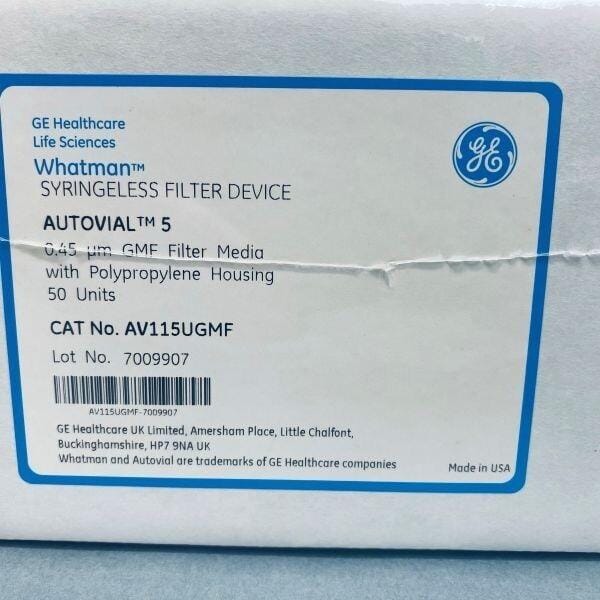 GE Healthcare
Life Sciences
Whatman™
SYRINGELESS FILTER DEVICE
AUTOVIAL™ 5
0.45 µm GMF Filter Media
with Polypropylene Housing
50 Units
CAT No. AV115UGMF
Lot No. 7009907
AV115UGMF-7009907
GE Healthcare UK Limited, Amersham Place, Little Chalfont,
Buckinghamshire, HP7 9NA UK
Whatman and Autovial are trademarks of GE Healthcare companies
Made in USA
GE